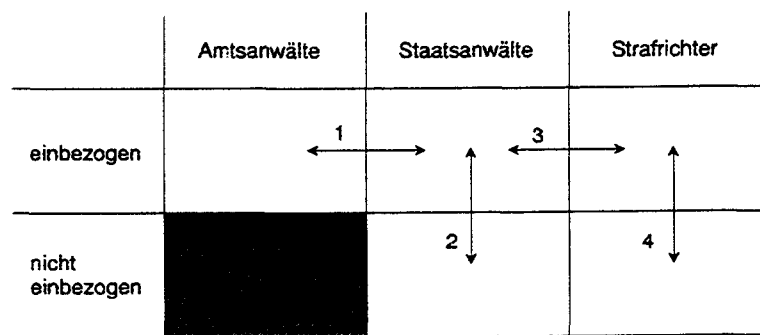 Amtsanwälte Staatsanwälte Strafrichter
einbezogen 1 3
nicht
einbezogen 2 4